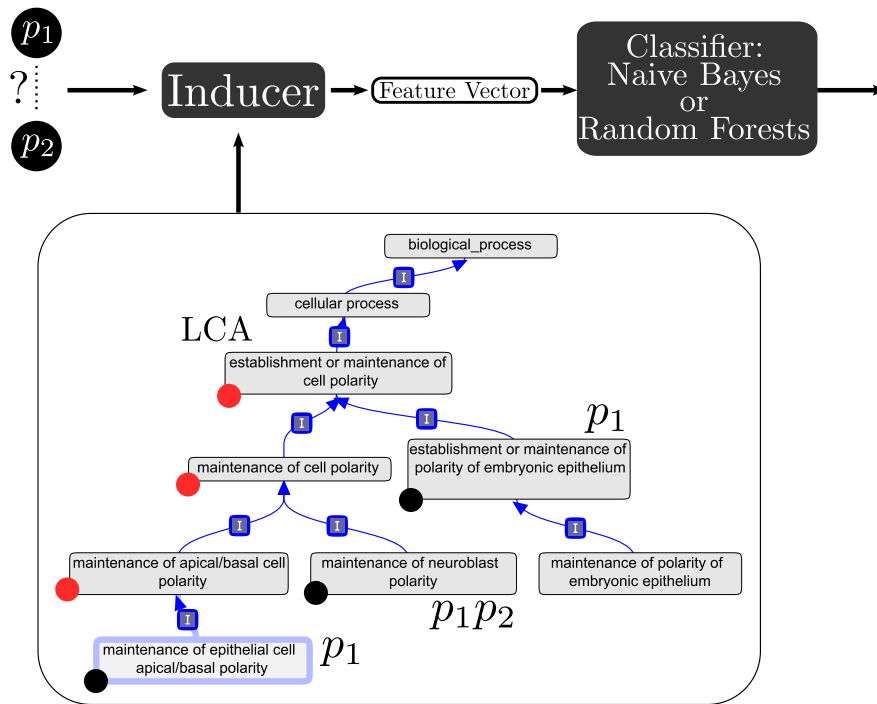 p1
?
p2
Inducer
Feature Vector
Classifier:
Naive Bayes
or
Random Forests
biological_process
I
cellular process
I
LCA
establishment or maintenance of
cell polarity
I
I
p1
maintenance of cell polarity
establishment or maintenance of
polarity of embryonic epithelium
I
I
I
maintenance of apical/basal cell
polarity
maintenance of neuroblast
polarity
maintenance of polarity of
embryonic epithelium
p1p2
I
maintenance of epithelial cell
apical/basal polarity
p1